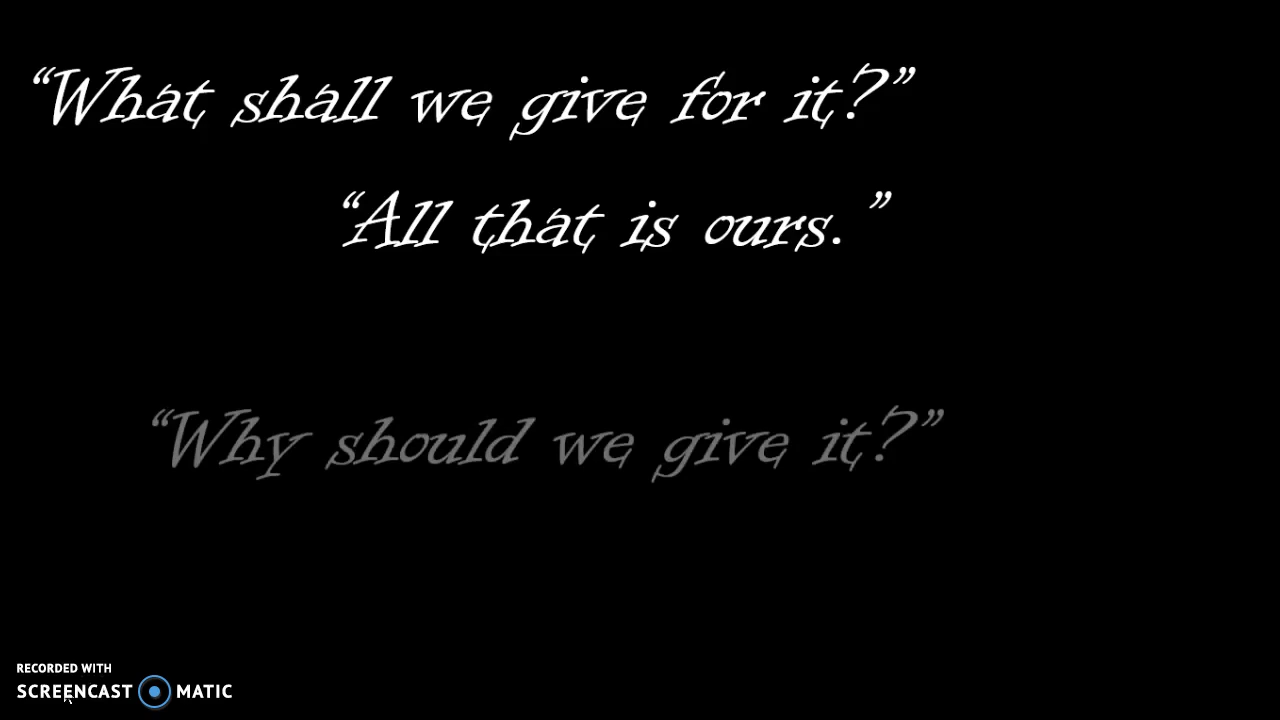 “What shall we give for it?”
“All that is ours. ”
“Why should we give it?”
RECORDED WITH
SCREENCAST MATIC